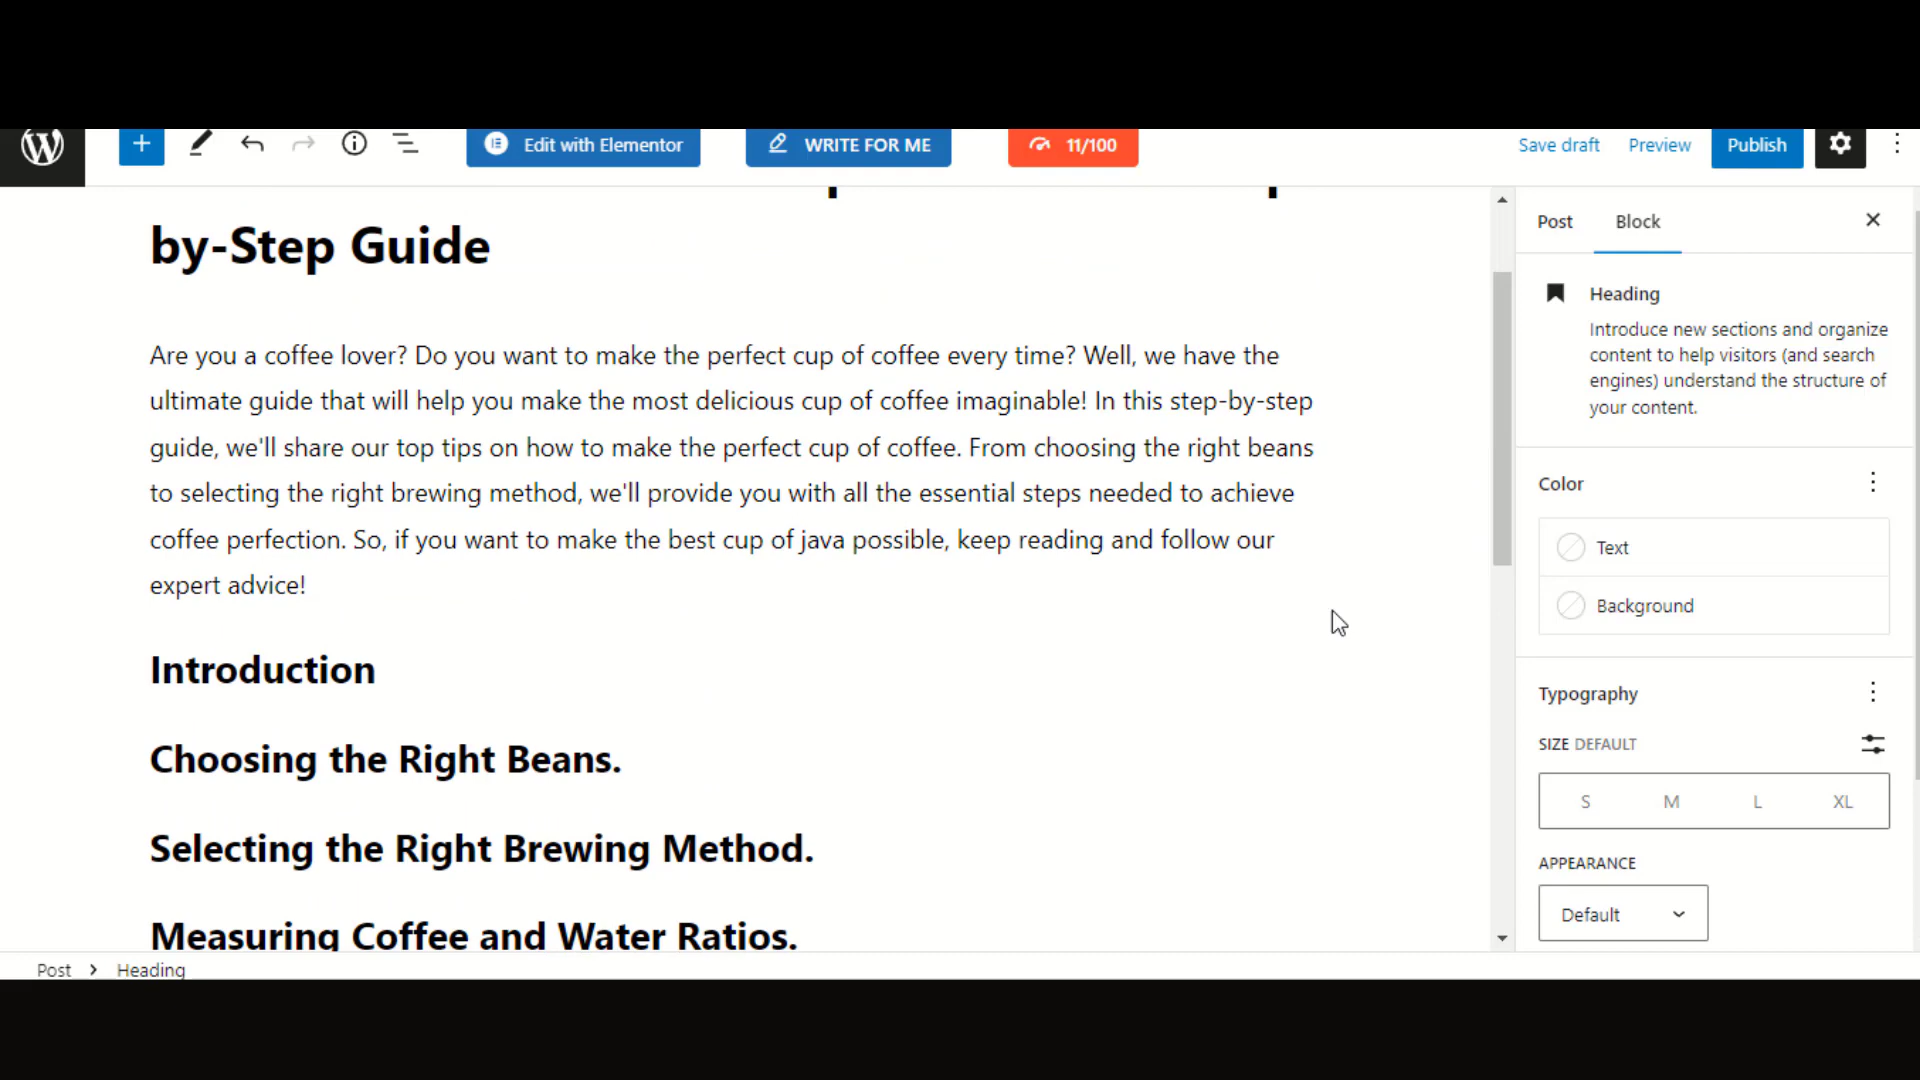 Edit with Elementor
WRITE FOR ME
11/100
Save draft
Preview
Publish
by-Step Guide
Are you a coffee lover? Do you want to make the perfect cup of coffee every time? Well, we have the
ultimate guide that will help you make the most delicious cup of coffee imaginable! In this step-by-step
guide, we'll share our top tips on how to make the perfect cup of coffee. From choosing the right beans
to selecting the right brewing method, we'll provide you with all the essential steps needed to achieve
coffee perfection. So, if you want to make the best cup of java possible, keep reading and follow our
expert advice!
Introduction
Choosing the Right Beans.
Selecting the Right Brewing Method.
Measuring Coffee and Water Ratios.
Post
Block
Heading
Introduce new sections and organize
content to help visitors (and search
engines) understand the structure of
your content.
Color
Text
Background
Typography
SIZE DEFAULT
S M L XL
APPEARANCE
Default
Post
Heading